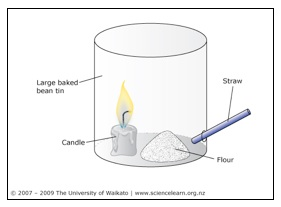 Large baked
bean tin
Straw
Candle
Flour
© 2007 – 2009 The University of Waikato | www.sciencelearn.org.nz